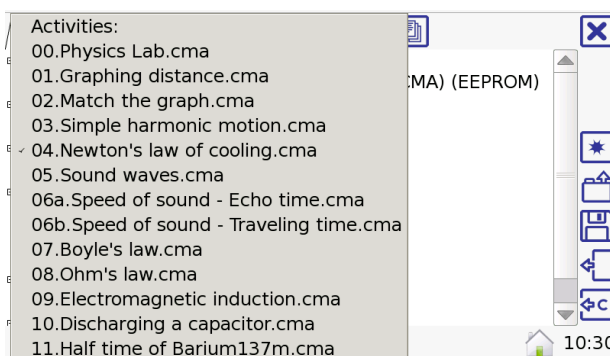 Activities:
00.Physics Lab.cma
01.Graphing distance.cma
CMA) (EEPROM)
02.Match the graph.cma
03.Simple harmonic motion.cma
04.Newton's law of cooling.cma
05.Sound waves.cma
06a.Speed of sound - Echo time.cma
06b.Speed of sound - Traveling time.cma
07.Boyle's law.cma
08.Ohm's law.cma
09.Electromagnetic induction.cma
C
10.Discharging a capacitor.cma
11.Half time of Barium137m.cma
10:30